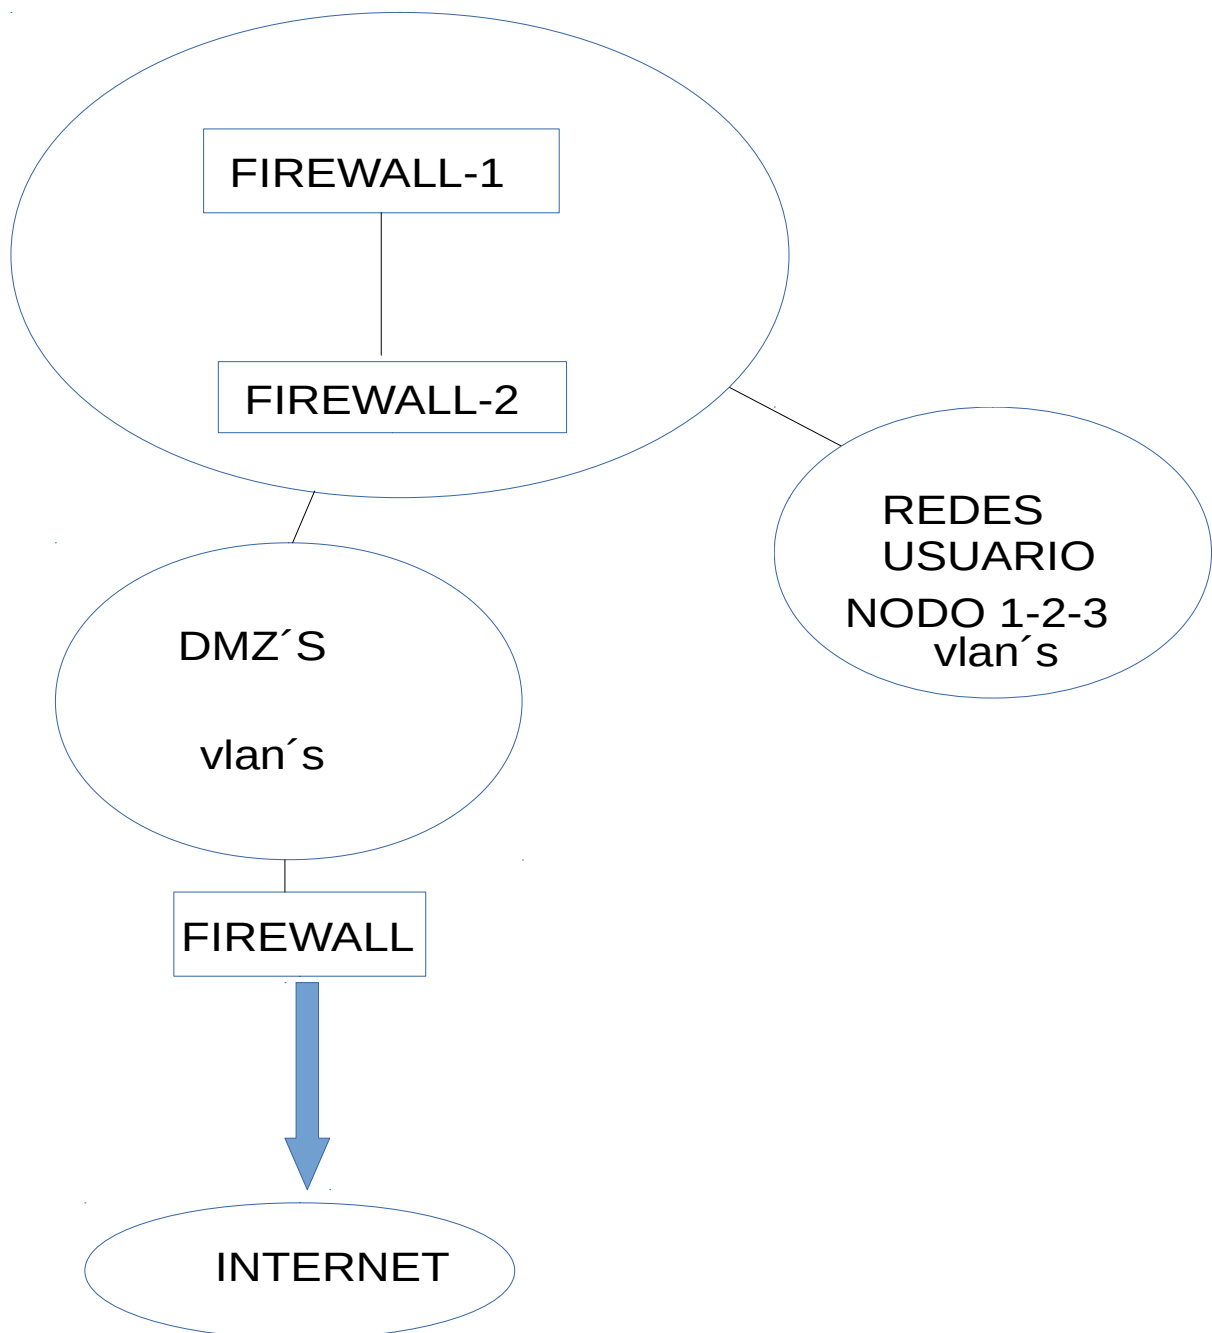 FIREWALL-1
FIREWALL-2
REDES
USUARIO
NODO 1-2-3
vlan´s
DMZ´S
vlan´s
FIREWALL
INTERNET